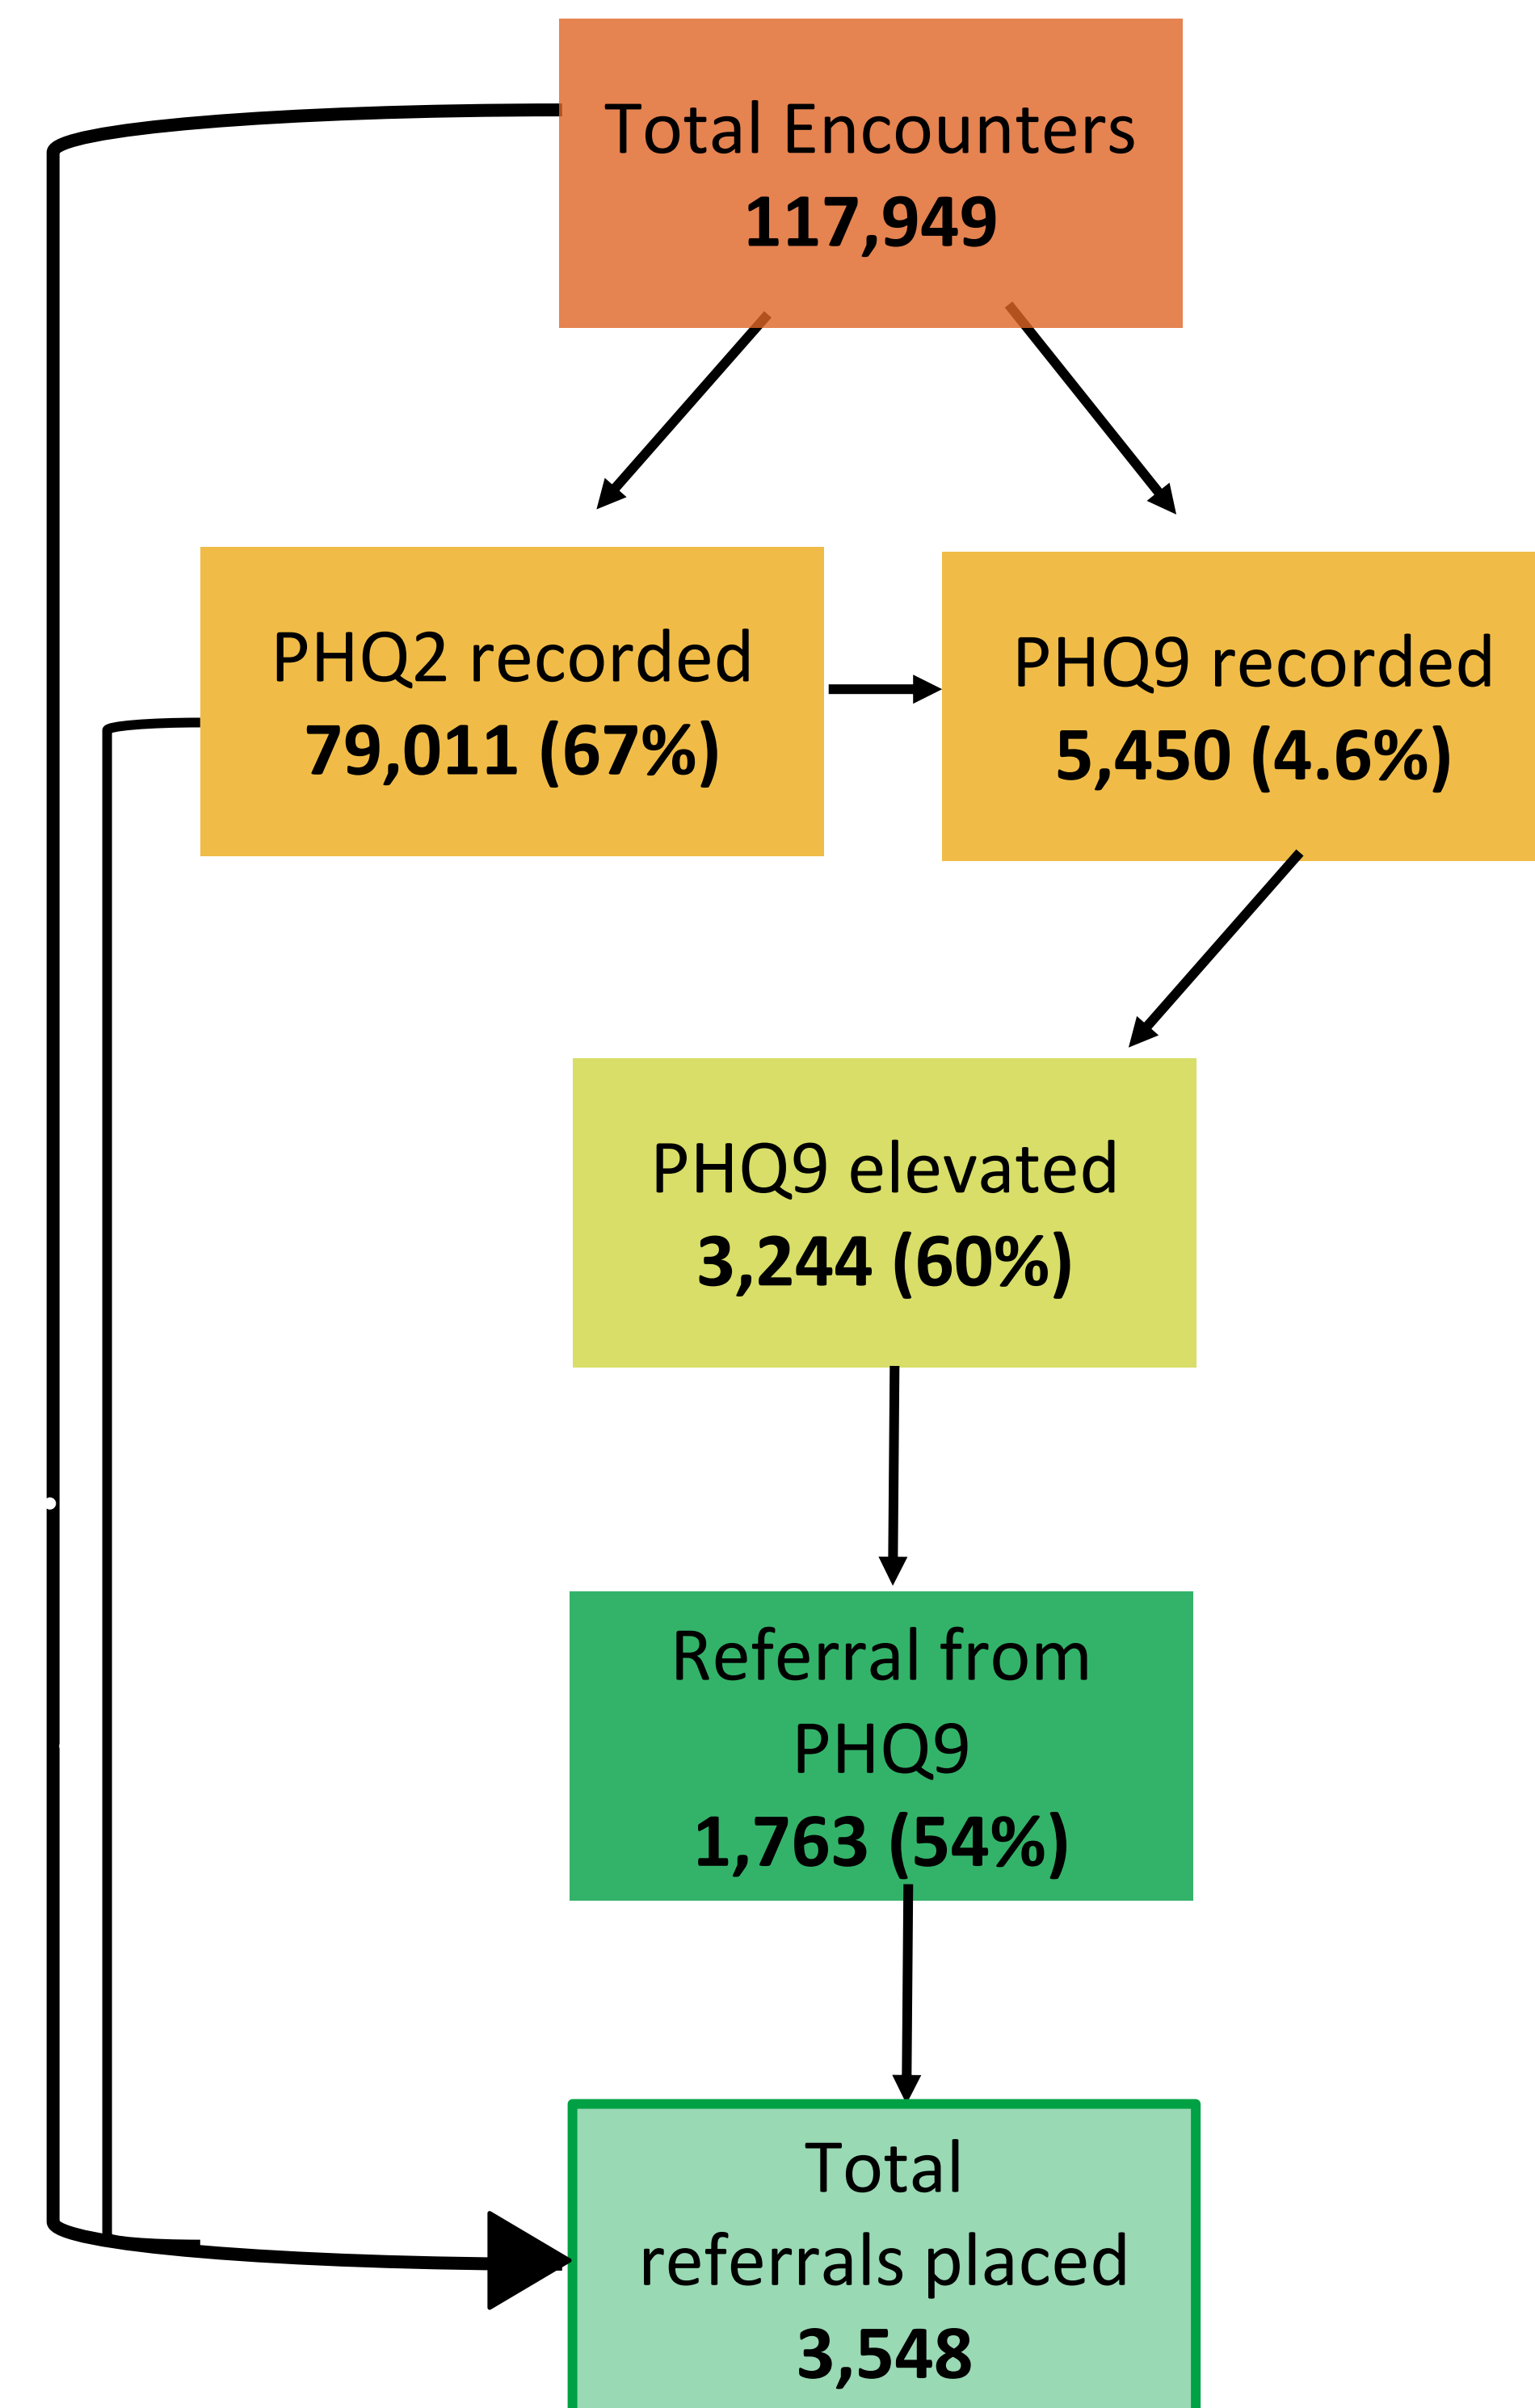 Total Encounters
117,949
PHQ2 recorded
79,011 (67%)
PHQ9 recorded
5,450 (4.6%)
PHQ9 elevated
3,244 (60%)
Referral from
PHQ9
1,763 (54%)
Total
referrals placed
3,548